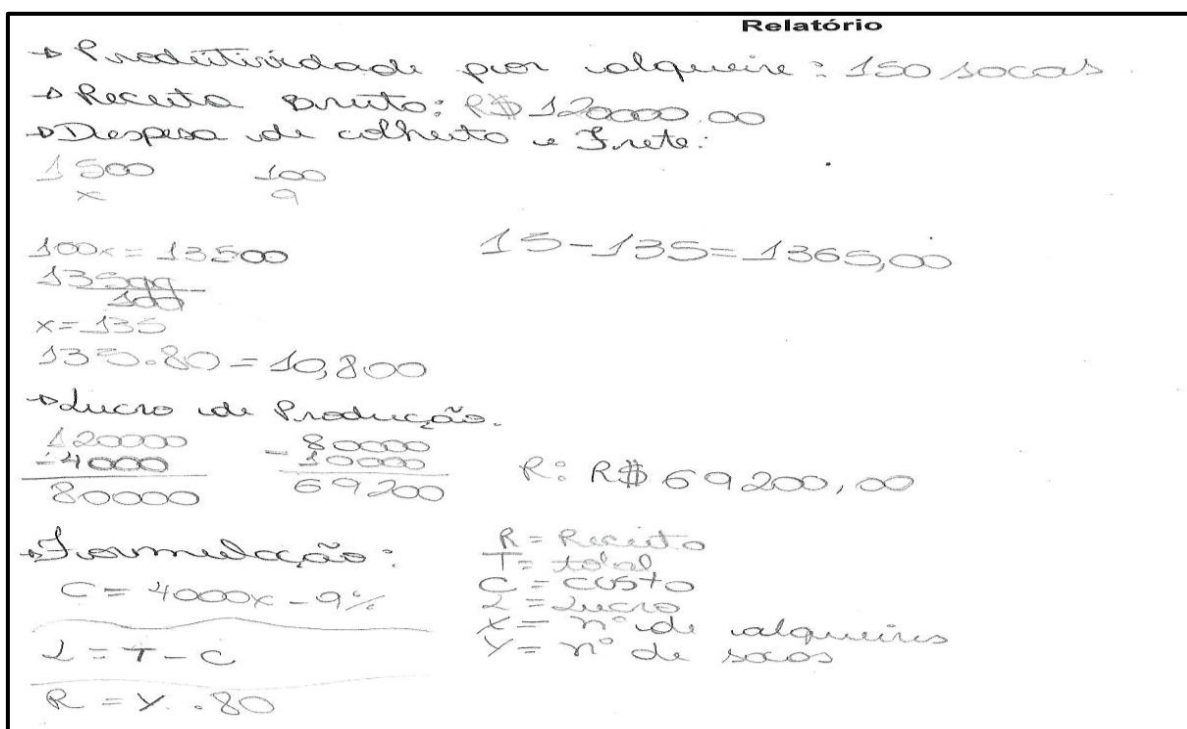 Relatório
→ Produtividade por alqueire: 150 sacas
→ Receita Bruta: R$ 120000,00
→ Despesa de colheita e Frete:
1500 100
x 9
100x = 13500 15-135=1365,00
13500
100
x=135
135.80=10,800
→ Lucro de Produção.
120000 - 80000
-4000 10000
80000 69200 R: R$ 69200,00
→ Formulação: R = Receita
T = total
C = 4000x - 9% C = custo
L = Lucro
L = T - C X = nº de alqueires
Y = nº de sacos
R = Y . 80